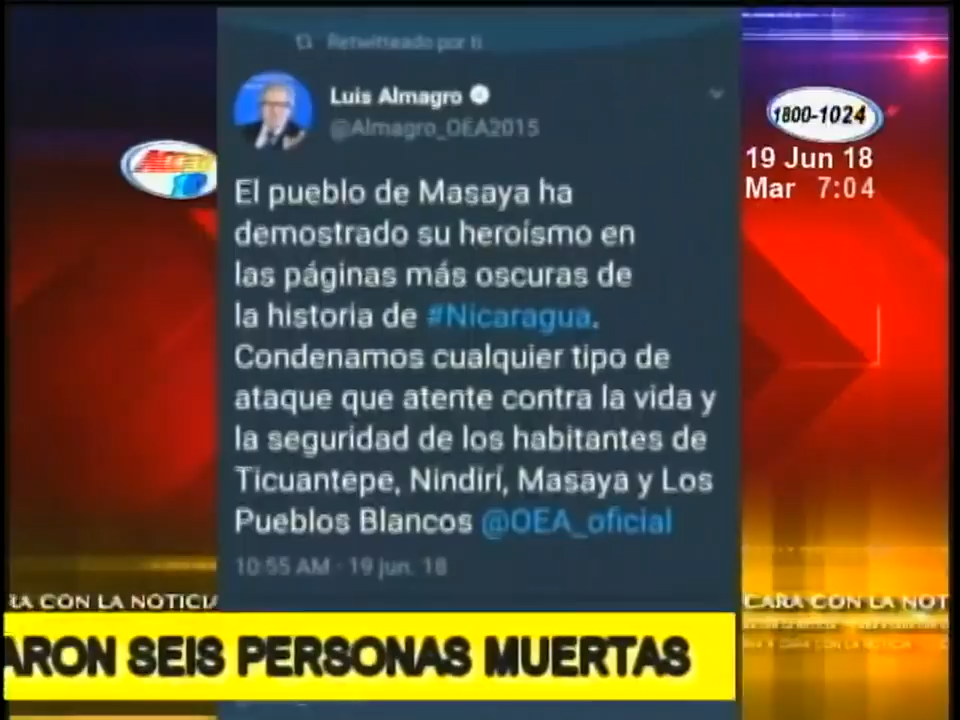 Retwitteado por ti
Luis Almagro
@Almagro_OEA2015
1800-1024
19 Jun 18
Mar 7:04
El pueblo de Masaya ha
demostrado su heroísmo en
las páginas más oscuras de
la historia de #Nicaragua.
Condenamos cualquier tipo de
ataque que atente contra la vida y
la seguridad de los habitantes de
Ticuantepe, Nindirí, Masaya y Los
Pueblos Blancos @OEA_oficial
10:55 AM · 19 jun. 18
RA CON LA NOTICIA
CARA CON LA NOT
ARON SEIS PERSONAS MUERTAS